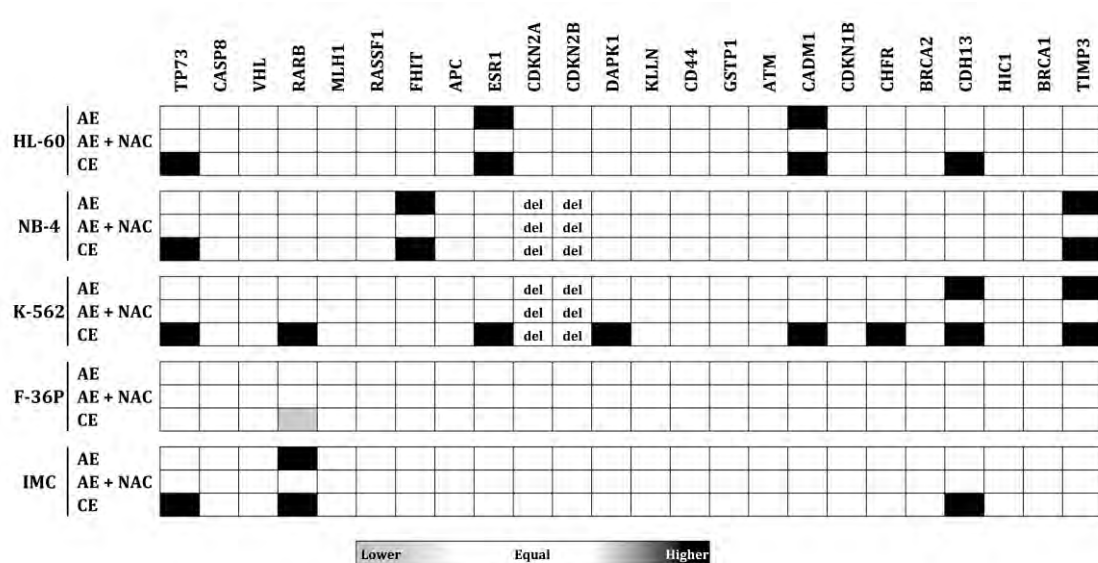 TP73 CASP8 VHL RARB MLH1 RASSF1 FHIT APC ESR1 CDKN2A CDKN2B DAPK1 KLLN CD44 GSTP1 ATM CADM1 CDKN1B CHFR BRCA2 CDH13 HIC1 BRCA1 TIMP3
AE
HL-60 AE + NAC
CE
AE del del
NB-4 AE + NAC del del
CE del del
AE del del
K-562 AE + NAC del del
CE del del
AE
F-36P AE + NAC
CE
AE
IMC AE + NAC
CE
Lower Equal Higher